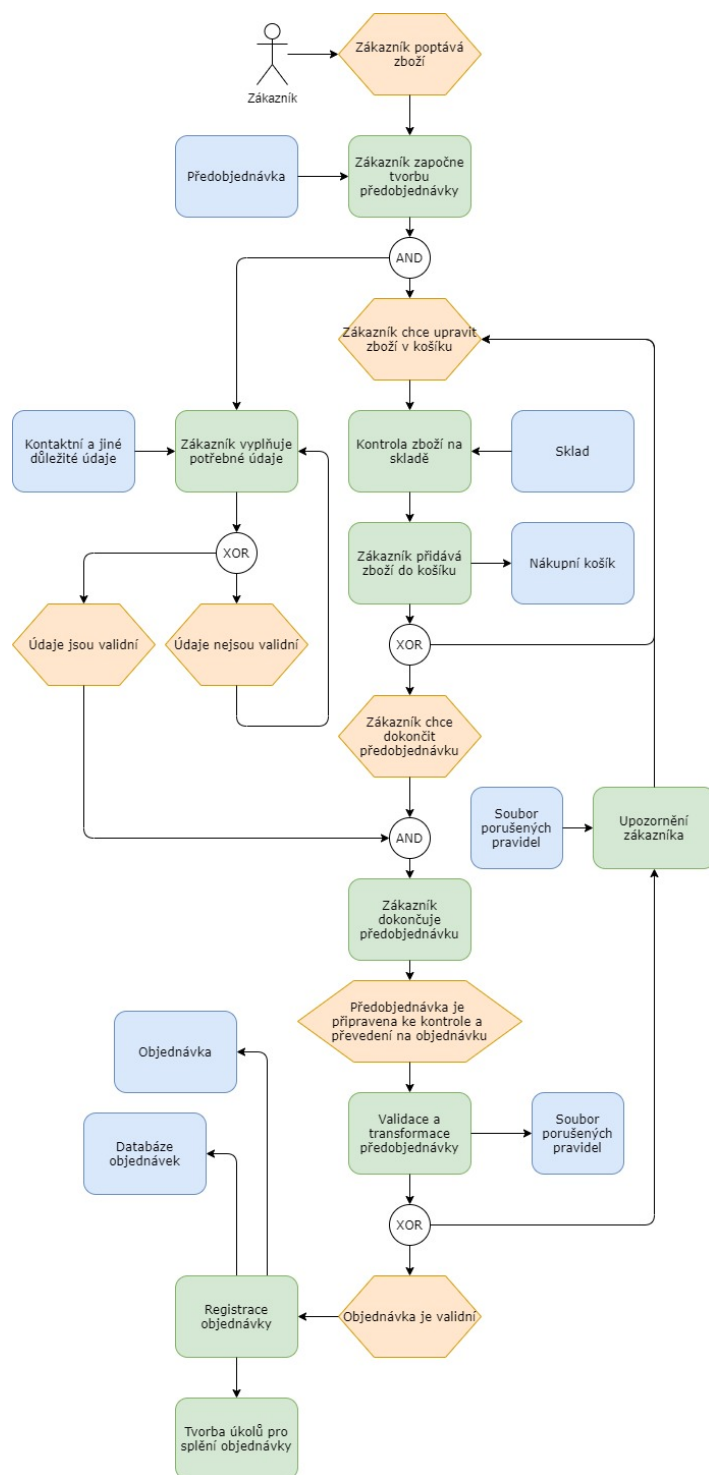 Zákazník poptává
zboží
Zákazník
Předobjednávka
Zákazník započne
tvorbu
předobjednávky
AND
Zákazník chce upravit
zboží v košíku
Kontaktní a jiné
důležité údaje
Zákazník vyplňuje
potřebné údaje
Kontrola zboží na
skladě
Sklad
XOR
Zákazník přidává
zboží do košíku
Nákupní košík
Údaje jsou validní
Údaje nejsou validní
XOR
Zákazník chce
dokončit
předobjednávku
Soubor
porušených
pravidel
Upozornění
zákazníka
AND
Zákazník
dokončuje
předobjednávku
Předobjednávka je
připravena ke kontrole a
převedení na objednávku
Objednávka
Validace a
transformace
předobjednávky
Soubor
porušených
pravidel
Databáze
objednávek
XOR
Registrace
objednávky
Objednávka je validní
Tvorba úkolů pro
splění objednávky